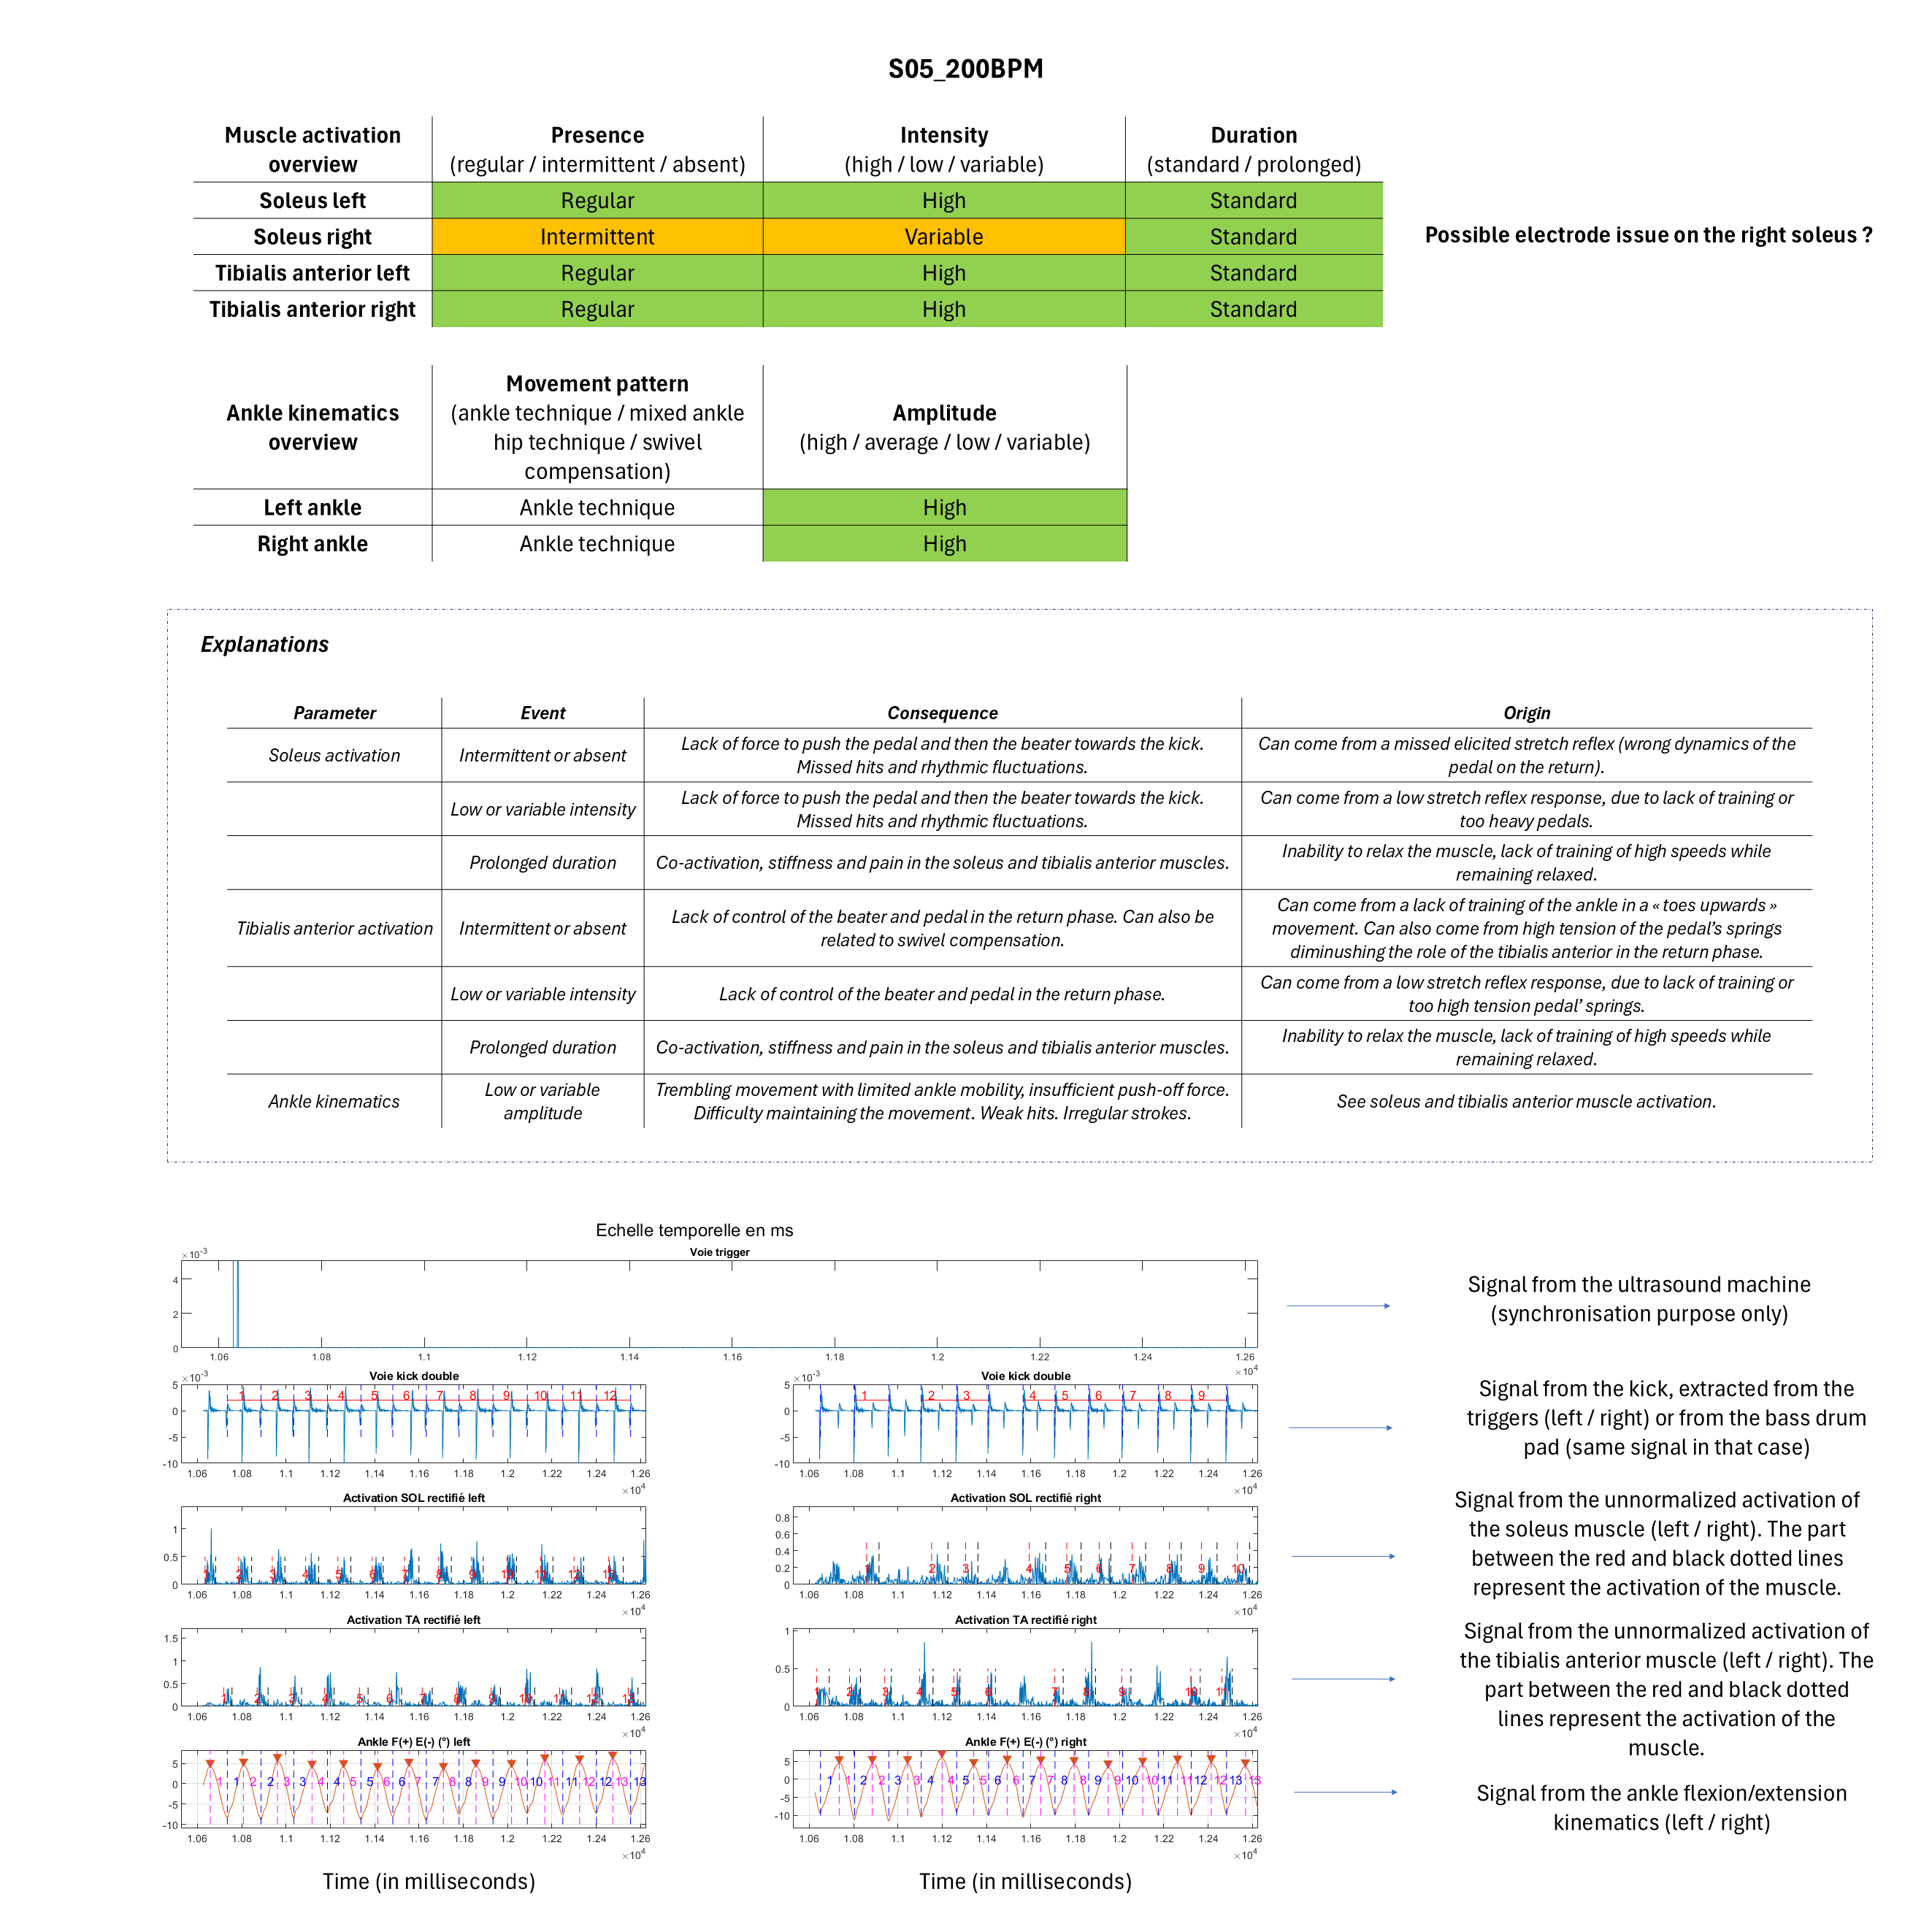 S05_200BPM
Muscle activation
overview
Presence
(regular / intermittent / absent)
Intensity
(high / low / variable)
Duration
(standard / prolonged)
Soleus left
Regular
High
Standard
Soleus right
Intermittent
Variable
Standard
Possible electrode issue on the right soleus ?
Tibialis anterior left
Regular
High
Standard
Tibialis anterior right
Regular
High
Standard
Ankle kinematics
overview
Movement pattern
(ankle technique / mixed ankle
hip technique / swivel
compensation)
Amplitude
(high / average / low / variable)
Left ankle
Ankle technique
High
Right ankle
Ankle technique
High
Explanations
Parameter
Event
Consequence
Origin
Soleus activation
Intermittent or absent
Lack of force to push the pedal and then the beater towards the kick.
Missed hits and rhythmic fluctuations.
Can come from a missed elicited stretch reflex (wrong dynamics of the
pedal on the return).
Low or variable intensity
Lack of force to push the pedal and then the beater towards the kick.
Missed hits and rhythmic fluctuations.
Can come from a low stretch reflex response, due to lack of training or
too heavy pedals.
Prolonged duration
Co-activation, stiffness and pain in the soleus and tibialis anterior muscles.
Inability to relax the muscle, lack of training of high speeds while
remaining relaxed.
Tibialis anterior activation
Intermittent or absent
Lack of control of the beater and pedal in the return phase. Can also be
related to swivel compensation.
Can come from a lack of training of the ankle in a « toes upwards »
movement. Can also come from high tension of the pedal’s springs
diminushing the role of the tibialis anterior in the return phase.
Low or variable intensity
Lack of control of the beater and pedal in the return phase.
Can come from a low stretch reflex response, due to lack of training or
too high tension pedal’ springs.
Prolonged duration
Co-activation, stiffness and pain in the soleus and tibialis anterior muscles.
Inability to relax the muscle, lack of training of high speeds while
remaining relaxed.
Ankle kinematics
Low or variable
amplitude
Trembling movement with limited ankle mobility, insufficient push-off force.
Difficulty maintaining the movement. Weak hits. Irregular strokes.
See soleus and tibialis anterior muscle activation.
Echelle temporelle en ms
Voie trigger
×10⁻³
4
2
0
1.06 1.08 1.1 1.12 1.14 1.16 1.18 1.2 1.22 1.24 1.26
×10⁴
Signal from the ultrasound machine
(synchronisation purpose only)
Voie kick double
×10⁻³
5
0
-5
-10
1 2 3 4 5 6 7 8 9 10 11 12
1.06 1.08 1.1 1.12 1.14 1.16 1.18 1.2 1.22 1.24 1.26
×10⁴
Voie kick double
×10⁻³
5
0
-5
-10
1 2 3 4 5 6 7 8 9
1.06 1.08 1.1 1.12 1.14 1.16 1.18 1.2 1.22 1.24 1.26
×10⁴
Signal from the kick, extracted from the
triggers (left / right) or from the bass drum
pad (same signal in that case)
Activation SOL rectifié left
1
0.5
0
1.06 1.08 1.1 1.12 1.14 1.16 1.18 1.2 1.22 1.24 1.26
×10⁴
Activation SOL rectifié right
0.8
0.6
0.4
0.2
0
1 2 3 4 5 6 7 8 9 10
1.06 1.08 1.1 1.12 1.14 1.16 1.18 1.2 1.22 1.24 1.26
×10⁴
Signal from the unnormalized activation of
the soleus muscle (left / right). The part
between the red and black dotted lines
represent the activation of the muscle.
Activation TA rectifié left
1.5
1
0.5
0
1.06 1.08 1.1 1.12 1.14 1.16 1.18 1.2 1.22 1.24 1.26
×10⁴
Activation TA rectifié right
1
0.5
0
1.06 1.08 1.1 1.12 1.14 1.16 1.18 1.2 1.22 1.24 1.26
×10⁴
Signal from the unnormalized activation of
the tibialis anterior muscle (left / right). The
part between the red and black dotted
lines represent the activation of the
muscle.
Ankle F(+) E(-) (°) left
5
0
-5
-10
1 1 2 2 3 3 4 4 5 5 6 6 7 7 8 8 9 9 10 10 11 11 12 12 13 13
1.06 1.08 1.1 1.12 1.14 1.16 1.18 1.2 1.22 1.24 1.26
×10⁴
Ankle F(+) E(-) (°) right
5
0
-5
-10
1 1 2 2 3 3 4 4 5 5 6 6 7 7 8 8 9 9 10 10 11 11 12 12 13 13
1.06 1.08 1.1 1.12 1.14 1.16 1.18 1.2 1.22 1.24 1.26
×10⁴
Signal from the ankle flexion/extension
kinematics (left / right)
Time (in milliseconds)
Time (in milliseconds)